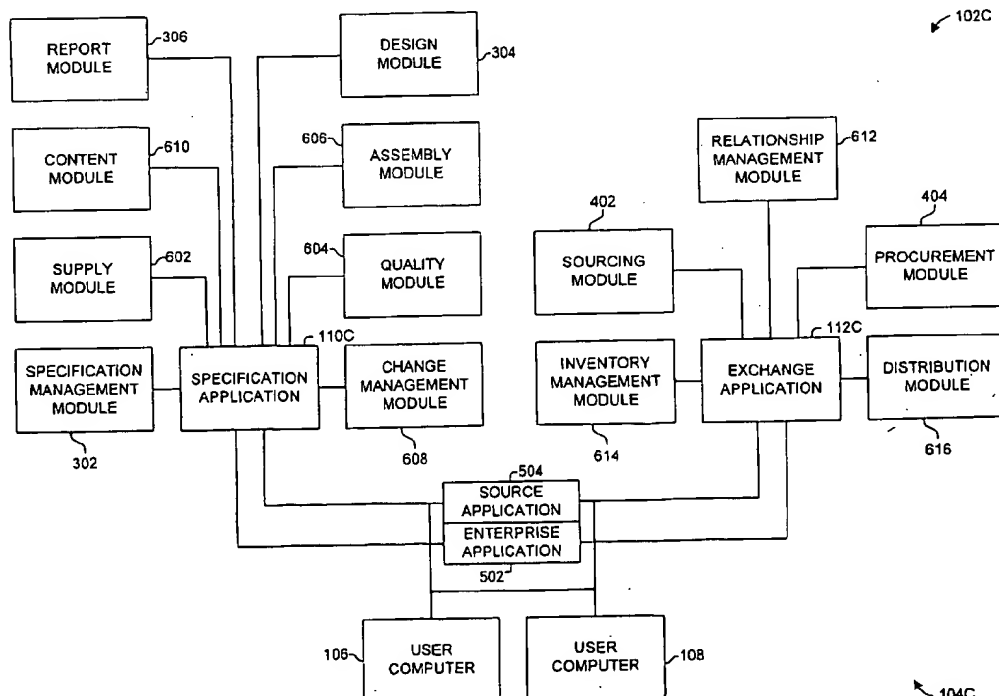 102C
REPORT
MODULE
306
DESIGN
MODULE
304
CONTENT
MODULE
610
606
ASSEMBLY
MODULE
RELATIONSHIP
MANAGEMENT
MODULE
612
SUPPLY
MODULE
602
604
QUALITY
MODULE
402
SOURCING
MODULE
404
PROCUREMENT
MODULE
SPECIFICATION
MANAGEMENT
MODULE
302
110C
SPECIFICATION
APPLICATION
CHANGE
MANAGEMENT
MODULE
608
INVENTORY
MANAGEMENT
MODULE
614
112C
EXCHANGE
APPLICATION
DISTRIBUTION
MODULE
616
504
SOURCE
APPLICATION
ENTERPRISE
APPLICATION
502
106
USER
COMPUTER
USER
COMPUTER
108
104C